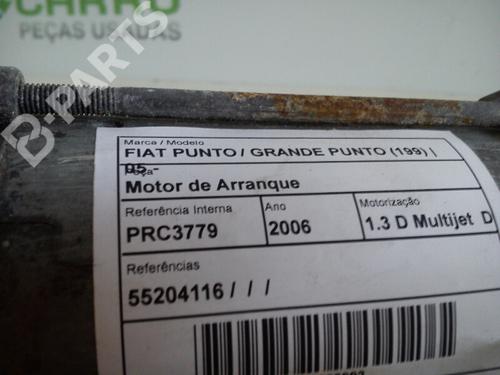 CARRO
PEÇAS USADAS
B-PARTS
Marca / Modelo
FIAT PUNTO / GRANDE PUNTO (199) |
05 -
Peça
Motor de Arranque
Referência Interna
Ano
Motorização
PRC3779
2006
1.3 D Multijet D
Referências
55204116 / / /